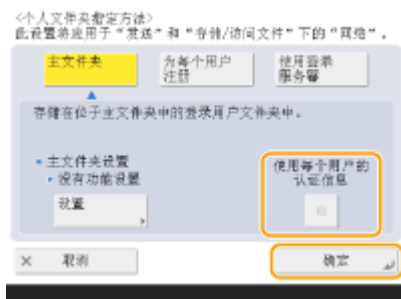 <个人文件夹指定方法>
此设置将应用于“发送”和“存储/访问文件”下的“网络”。
主文件夹
为每个用户
注册
使用登录
服务器
存储在位于主文件夹中的登录用户文件夹中。
主文件夹设置
没有功能设置
设置
使用每个用户的
认证信息
取消
确定